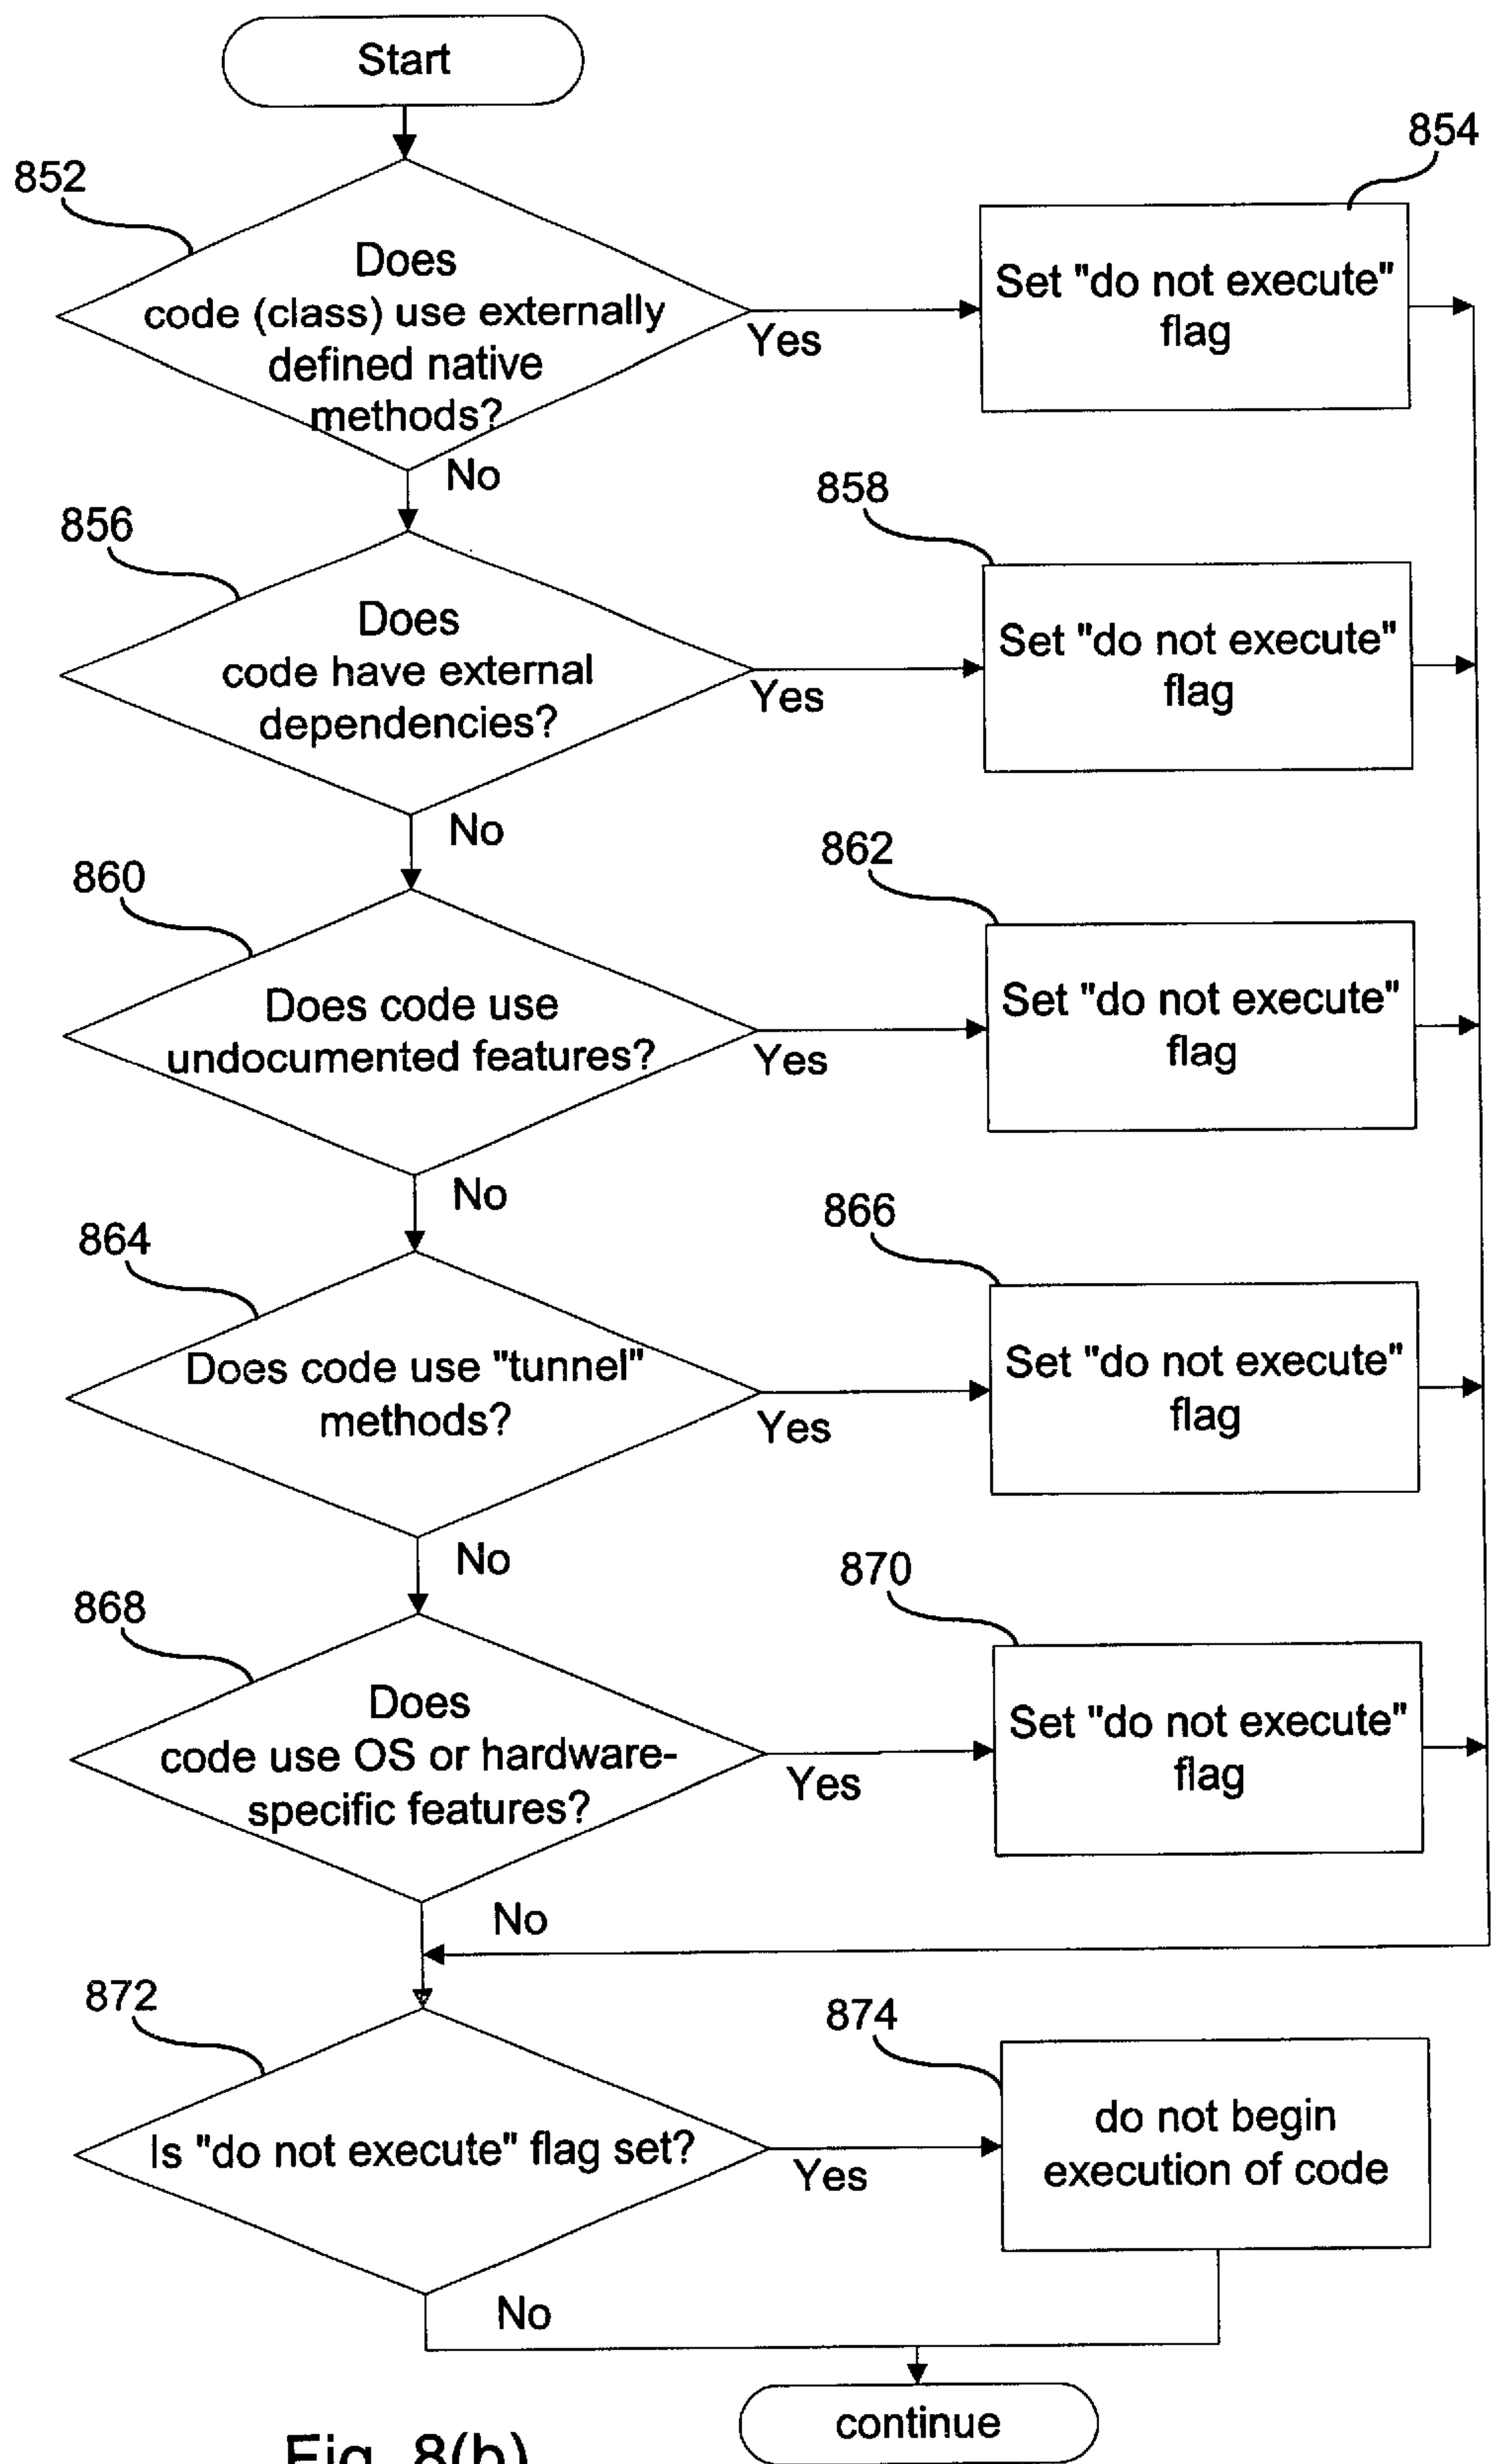 Start
852
854
Does
code (class) use externally
defined native
methods?
Yes
Set "do not execute"
flag
No
856
858
Does
code have external
dependencies?
Yes
Set "do not execute"
flag
No
860
862
Does code use
undocumented features?
Yes
Set "do not execute"
flag
No
864
866
Does code use "tunnel"
methods?
Yes
Set "do not execute"
flag
No
868
870
Does
code use OS or hardware-
specific features?
Yes
Set "do not execute"
flag
No
872
874
Is "do not execute" flag set?
Yes
do not begin
execution of code
No
continue
Fig. 8(b)